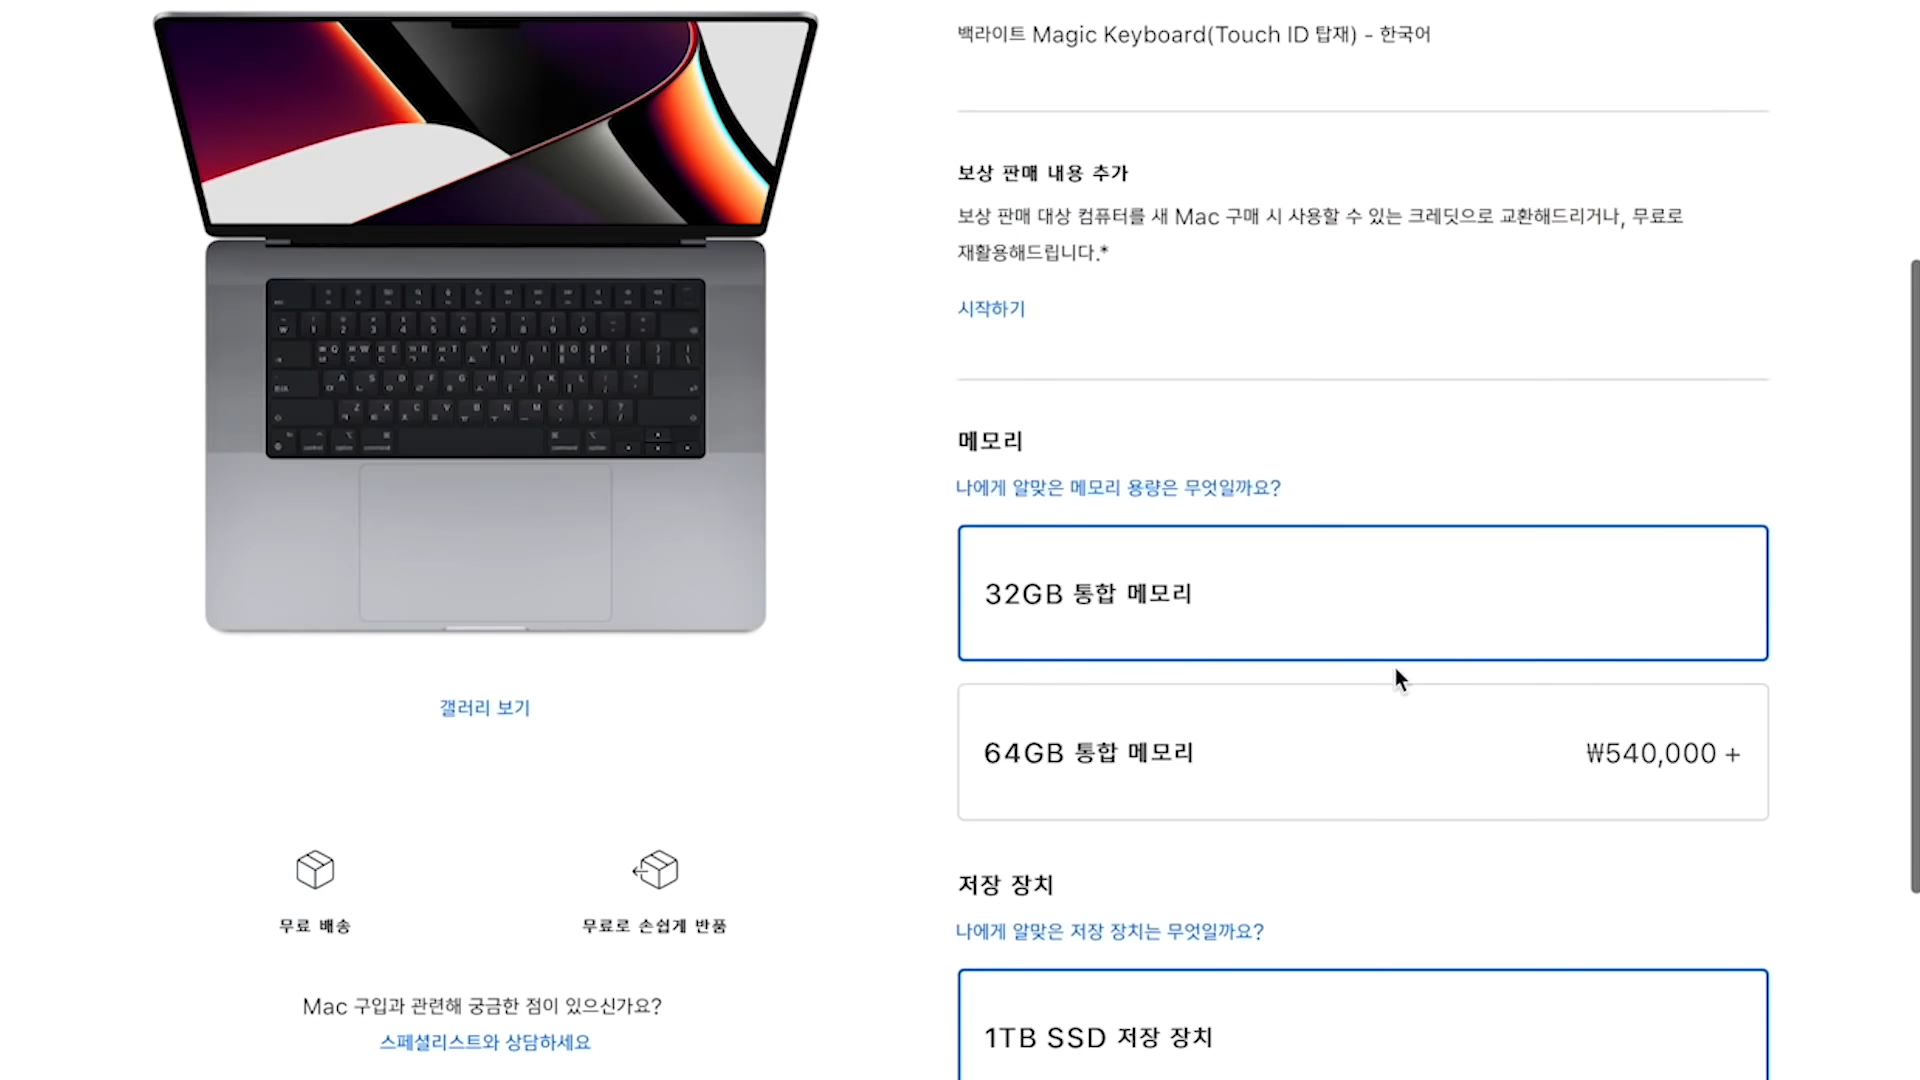 백라이트 Magic Keyboard(Touch ID 탑재) - 한국어
보상 판매 내용 추가
보상 판매 대상 컴퓨터를 새 Mac 구매 시 사용할 수 있는 크레딧으로 교환해드리거나, 무료로
재활용해드립니다.*
시작하기
메모리
나에게 알맞은 메모리 용량은 무엇일까요?
32GB 통합 메모리
64GB 통합 메모리
₩540,000 +
저장 장치
나에게 알맞은 저장 장치는 무엇일까요?
1TB SSD 저장 장치
갤러리 보기
무료 배송
무료로 손쉽게 반품
Mac 구입과 관련해 궁금한 점이 있으신가요?
스페셜리스트와 상담하세요